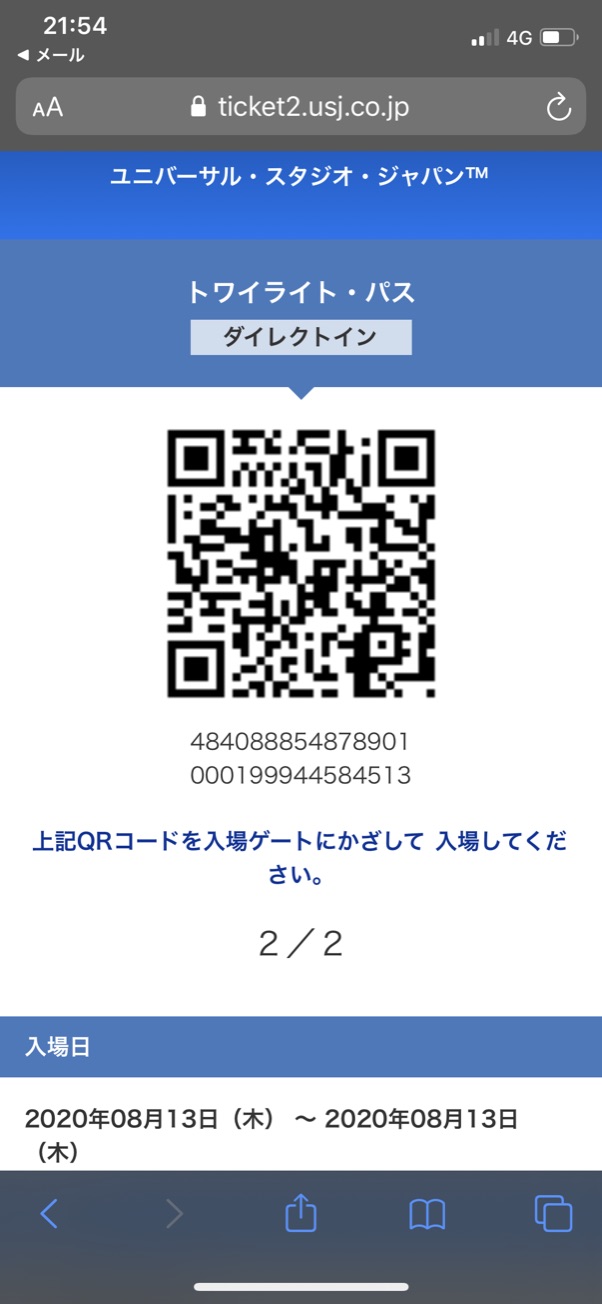 21:54
◀ メール
4G
AA
ticket2.usj.co.jp
ユニバーサル・スタジオ・ジャパン™
トワイライト・パス
ダイレクトイン
484088854878901
000199944584513
上記QRコードを入場ゲートにかざして 入場してくだ
さい。
2／2
入場日
2020年08月13日（木） 〜 2020年08月13日
（木）